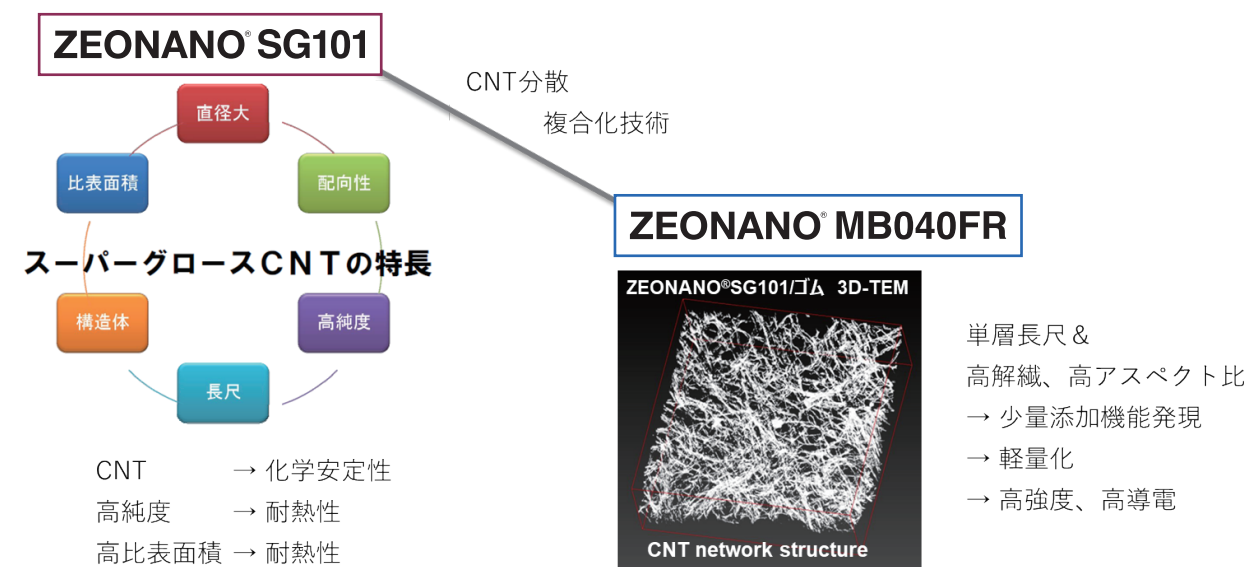 ZEONANO® SG101
CNT分散
複合化技術
直径大
比表面積
配向性
スーパーグロースCNTの特長
構造体
高純度
長尺
CNT → 化学安定性
高純度 → 耐熱性
高比表面積 → 耐熱性
ZEONANO® MB040FR
ZEONANO®SG101/ゴム 3D-TEM
CNT network structure
単層長尺&
高解繊、高アスペクト比
→ 少量添加機能発現
→ 軽量化
→ 高強度、高導電